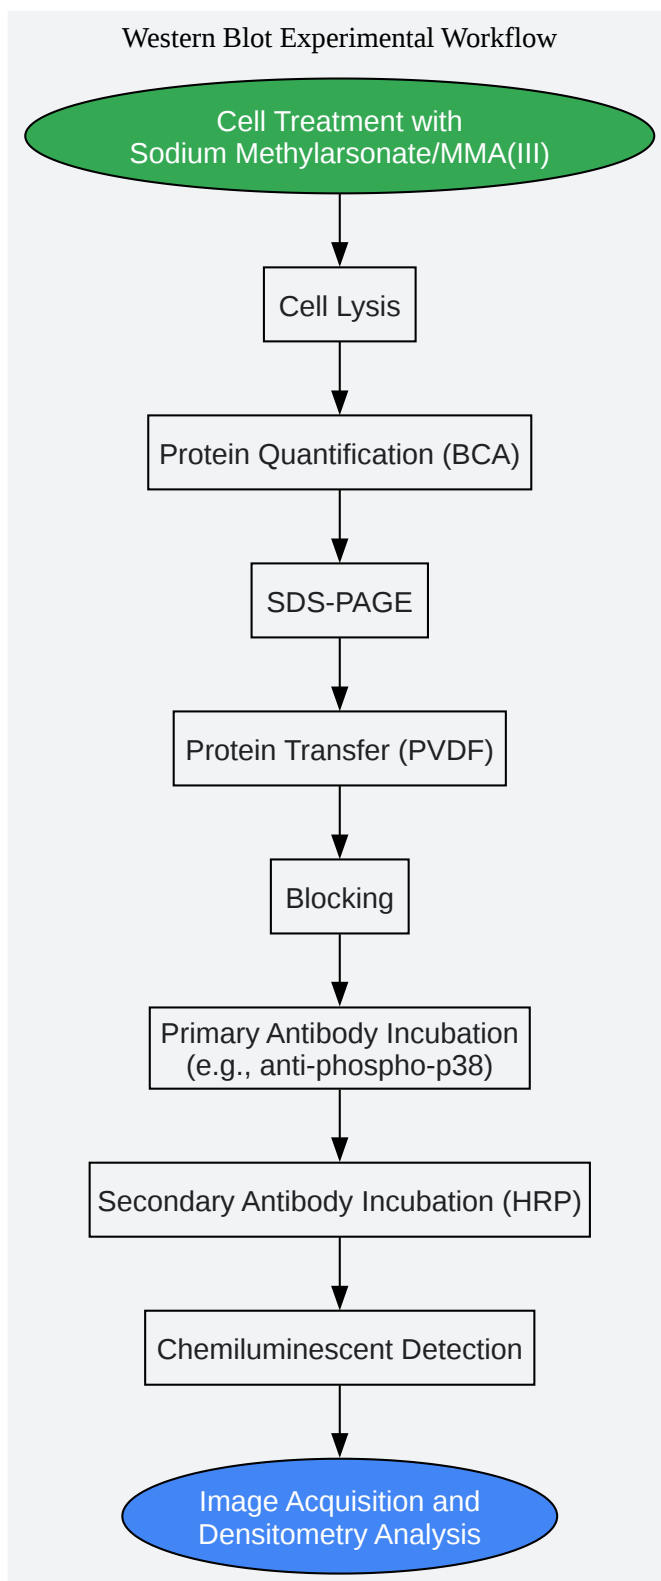 Western Blot Experimental Workflow
Cell Treatment with
Sodium Methylarsonate/MMA(III)
Cell Lysis
Protein Quantification (BCA)
SDS-PAGE
Protein Transfer (PVDF)
Blocking
Primary Antibody Incubation
(e.g., anti-phospho-p38)
Secondary Antibody Incubation (HRP)
Chemiluminescent Detection
Image Acquisition and
Densitometry Analysis